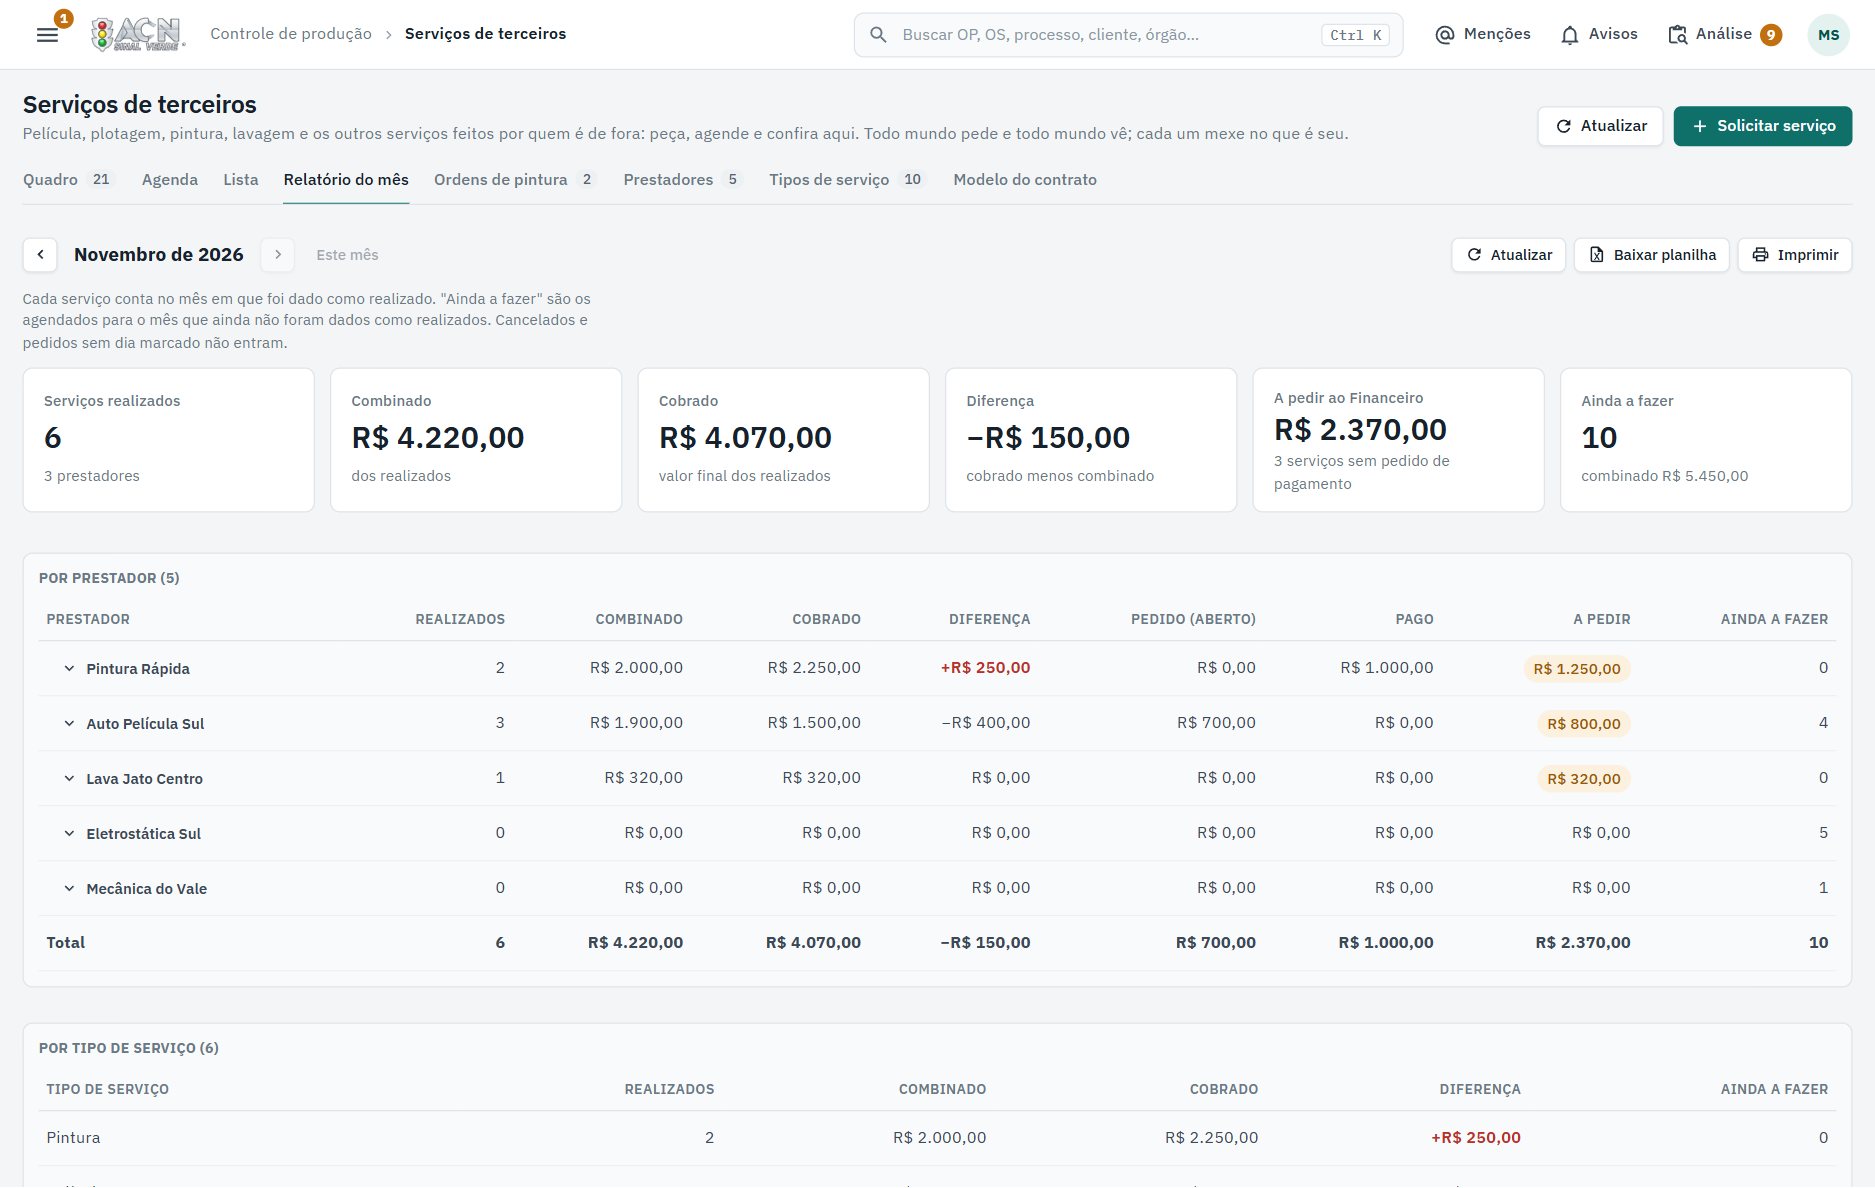 1
ACN
SINAL VERDE
Controle de produção › Serviços de terceiros
Buscar OP, OS, processo, cliente, órgão...
Ctrl K
Menções
Avisos
Análise 9
MS
Serviços de terceiros
Película, plotagem, pintura, lavagem e os outros serviços feitos por quem é de fora: peça, agende e confira aqui. Todo mundo pede e todo mundo vê; cada um mexe no que é seu.
Atualizar
+ Solicitar serviço
Quadro 21 Agenda Lista Relatório do mês Ordens de pintura 2 Prestadores 5 Tipos de serviço 10 Modelo do contrato
Novembro de 2026
Este mês
Atualizar
Baixar planilha
Imprimir
Cada serviço conta no mês em que foi dado como realizado. "Ainda a fazer" são os
agendados para o mês que ainda não foram dados como realizados. Cancelados e
pedidos sem dia marcado não entram.
Serviços realizados
6
3 prestadores
Combinado
R$ 4.220,00
dos realizados
Cobrado
R$ 4.070,00
valor final dos realizados
Diferença
−R$ 150,00
cobrado menos combinado
A pedir ao Financeiro
R$ 2.370,00
3 serviços sem pedido de
pagamento
Ainda a fazer
10
combinado R$ 5.450,00
POR PRESTADOR (5)
PRESTADOR REALIZADOS COMBINADO COBRADO DIFERENÇA PEDIDO (ABERTO) PAGO A PEDIR AINDA A FAZER
Pintura Rápida 2 R$ 2.000,00 R$ 2.250,00 +R$ 250,00 R$ 0,00 R$ 1.000,00 R$ 1.250,00 0
Auto Película Sul 3 R$ 1.900,00 R$ 1.500,00 −R$ 400,00 R$ 700,00 R$ 0,00 R$ 800,00 4
Lava Jato Centro 1 R$ 320,00 R$ 320,00 R$ 0,00 R$ 0,00 R$ 0,00 R$ 320,00 0
Eletrostática Sul 0 R$ 0,00 R$ 0,00 R$ 0,00 R$ 0,00 R$ 0,00 R$ 0,00 5
Mecânica do Vale 0 R$ 0,00 R$ 0,00 R$ 0,00 R$ 0,00 R$ 0,00 R$ 0,00 1
Total 6 R$ 4.220,00 R$ 4.070,00 −R$ 150,00 R$ 700,00 R$ 1.000,00 R$ 2.370,00 10
POR TIPO DE SERVIÇO (6)
TIPO DE SERVIÇO REALIZADOS COMBINADO COBRADO DIFERENÇA AINDA A FAZER
Pintura 2 R$ 2.000,00 R$ 2.250,00 +R$ 250,00 0